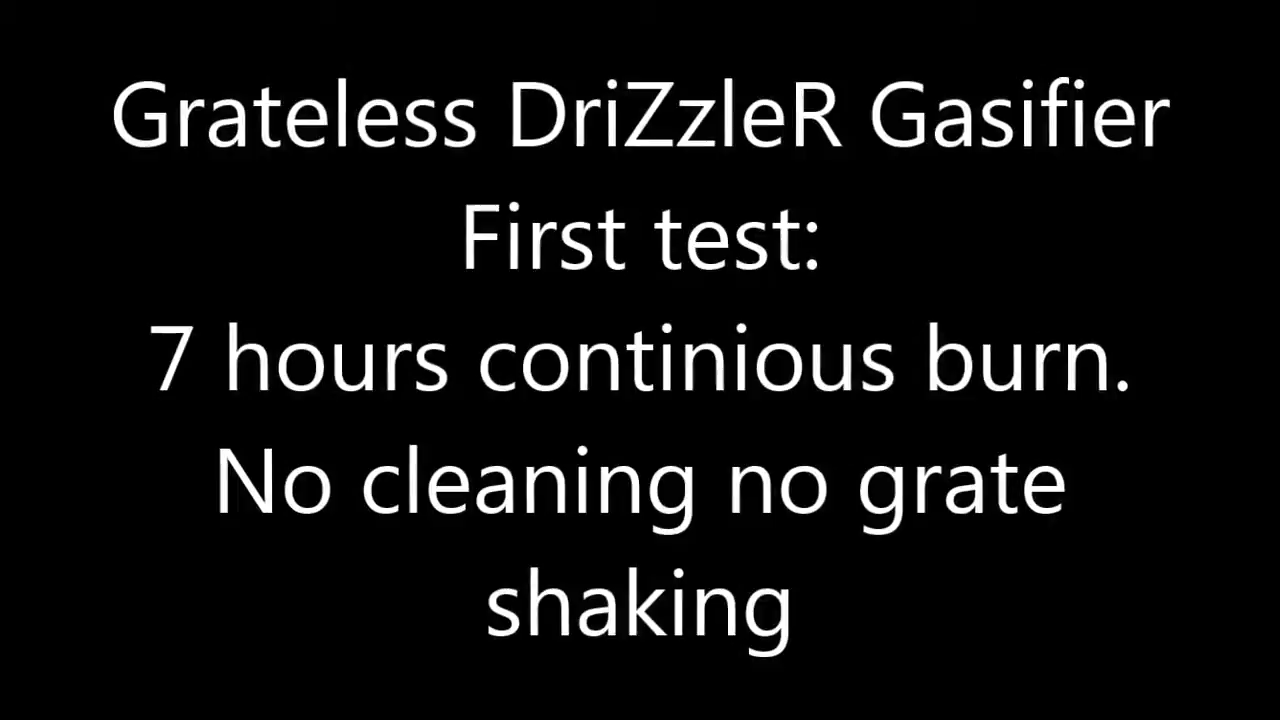 Grateless DriZzleR Gasifier
First test:
7 hours continious burn.
No cleaning no grate
shaking